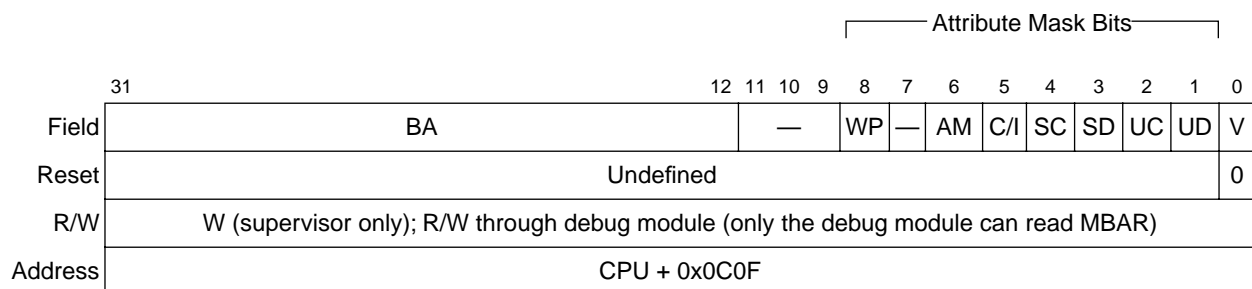 Attribute Mask Bits
31 12 11 10 9 8 7 6 5 4 3 2 1 0
Field BA — WP — AM C/I SC SD UC UD V
Reset Undefined 0
R/W W (supervisor only); R/W through debug module (only the debug module can read MBAR)
Address CPU + 0x0C0F